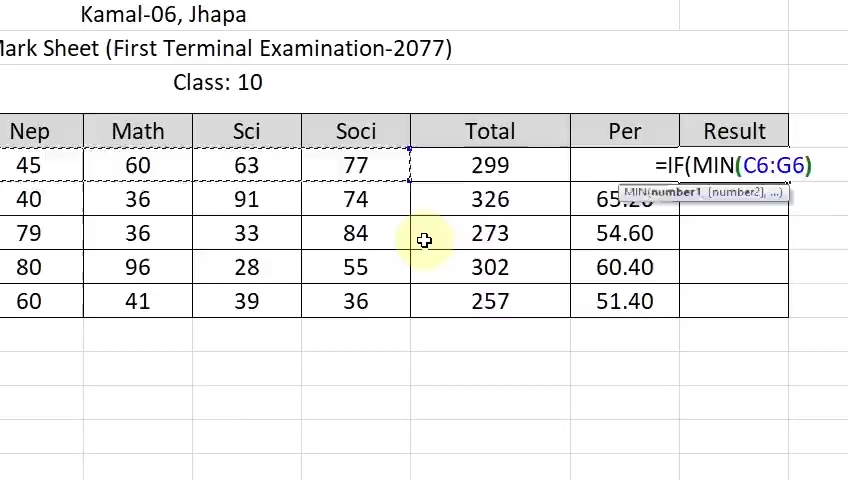 Kamal-06, Jhapa
Mark Sheet (First Terminal Examination-2077)
Class: 10
Nep Math Sci Soci Total Per Result
45 60 63 77 299 =IF(MIN(C6:G6)
MIN(number1, [number2], ...)
40 36 91 74 326 65.20
79 36 33 84 273 54.60
80 96 28 55 302 60.40
60 41 39 36 257 51.40